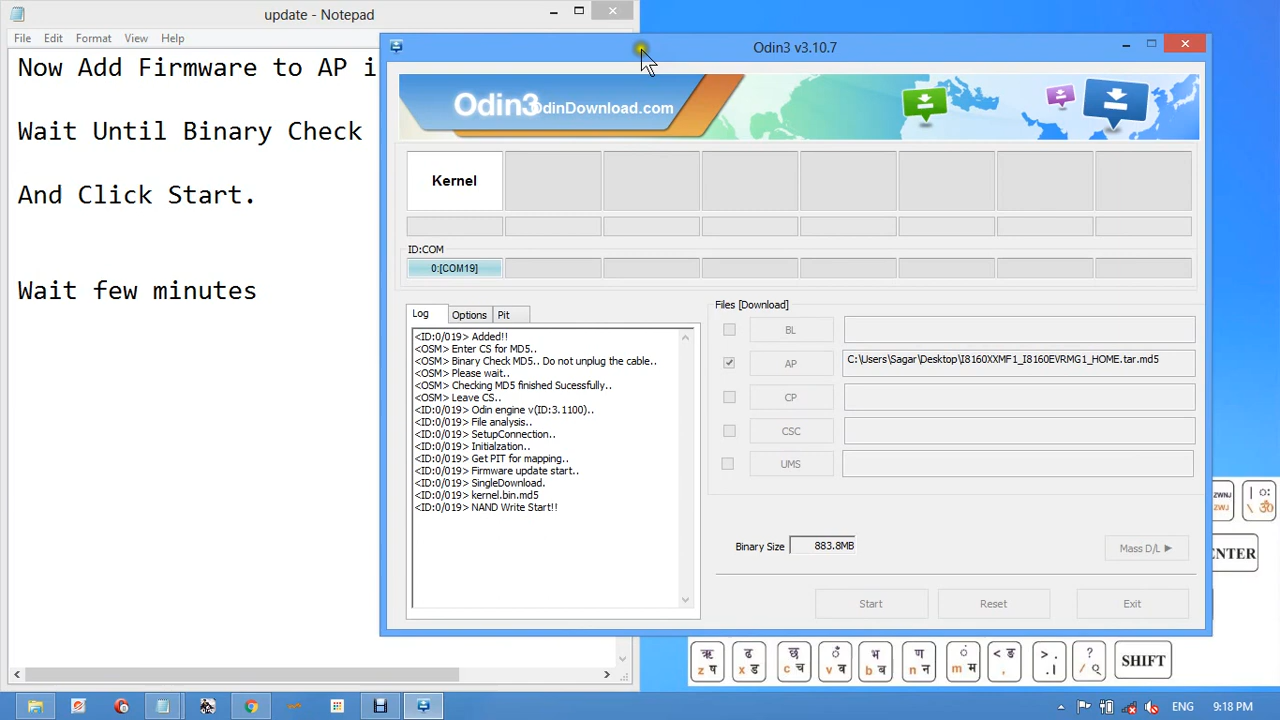 update - Notepad
File Edit Format View Help
Now Add Firmware to AP i
Wait Until Binary Check
And Click Start.
Wait few minutes
Odin3 v3.10.7
Odin3
OdinDownload.com
Kernel
ID:COM
0:[COM19]
Log Options Pit
<ID:0/019> Added!!
<OSM> Enter CS for MD5..
<OSM> Binary Check MD5.. Do not unplug the cable..
<OSM> Please wait..
<OSM> Checking MD5 finished Sucessfully..
<OSM> Leave CS..
<ID:0/019> Odin engine v(ID:3.1100)..
<ID:0/019> File analysis..
<ID:0/019> SetupConnection..
<ID:0/019> Initialzation..
<ID:0/019> Get PIT for mapping..
<ID:0/019> Firmware update start..
<ID:0/019> SingleDownload.
<ID:0/019> kernel.bin.md5
<ID:0/019> NAND Write Start!!
Files [Download]
BL
AP C:\Users\Sagar\Desktop\I8160XXMF1_I8160EVRMG1_HOME.tar.md5
CP
CSC
UMS
Binary Size 883.8MB
Mass D/L ▶
Start Reset Exit
ZWNJ
ZWJ
| ः
\ ॐ
ENTER
ऋ
z ष
ढ
x ड
छ
c च
ँ
v व
भ
b ब
ण
n न
ं
m म
< ङ
,
> .
. ।
?
/
SHIFT
ENG 9:18 PM